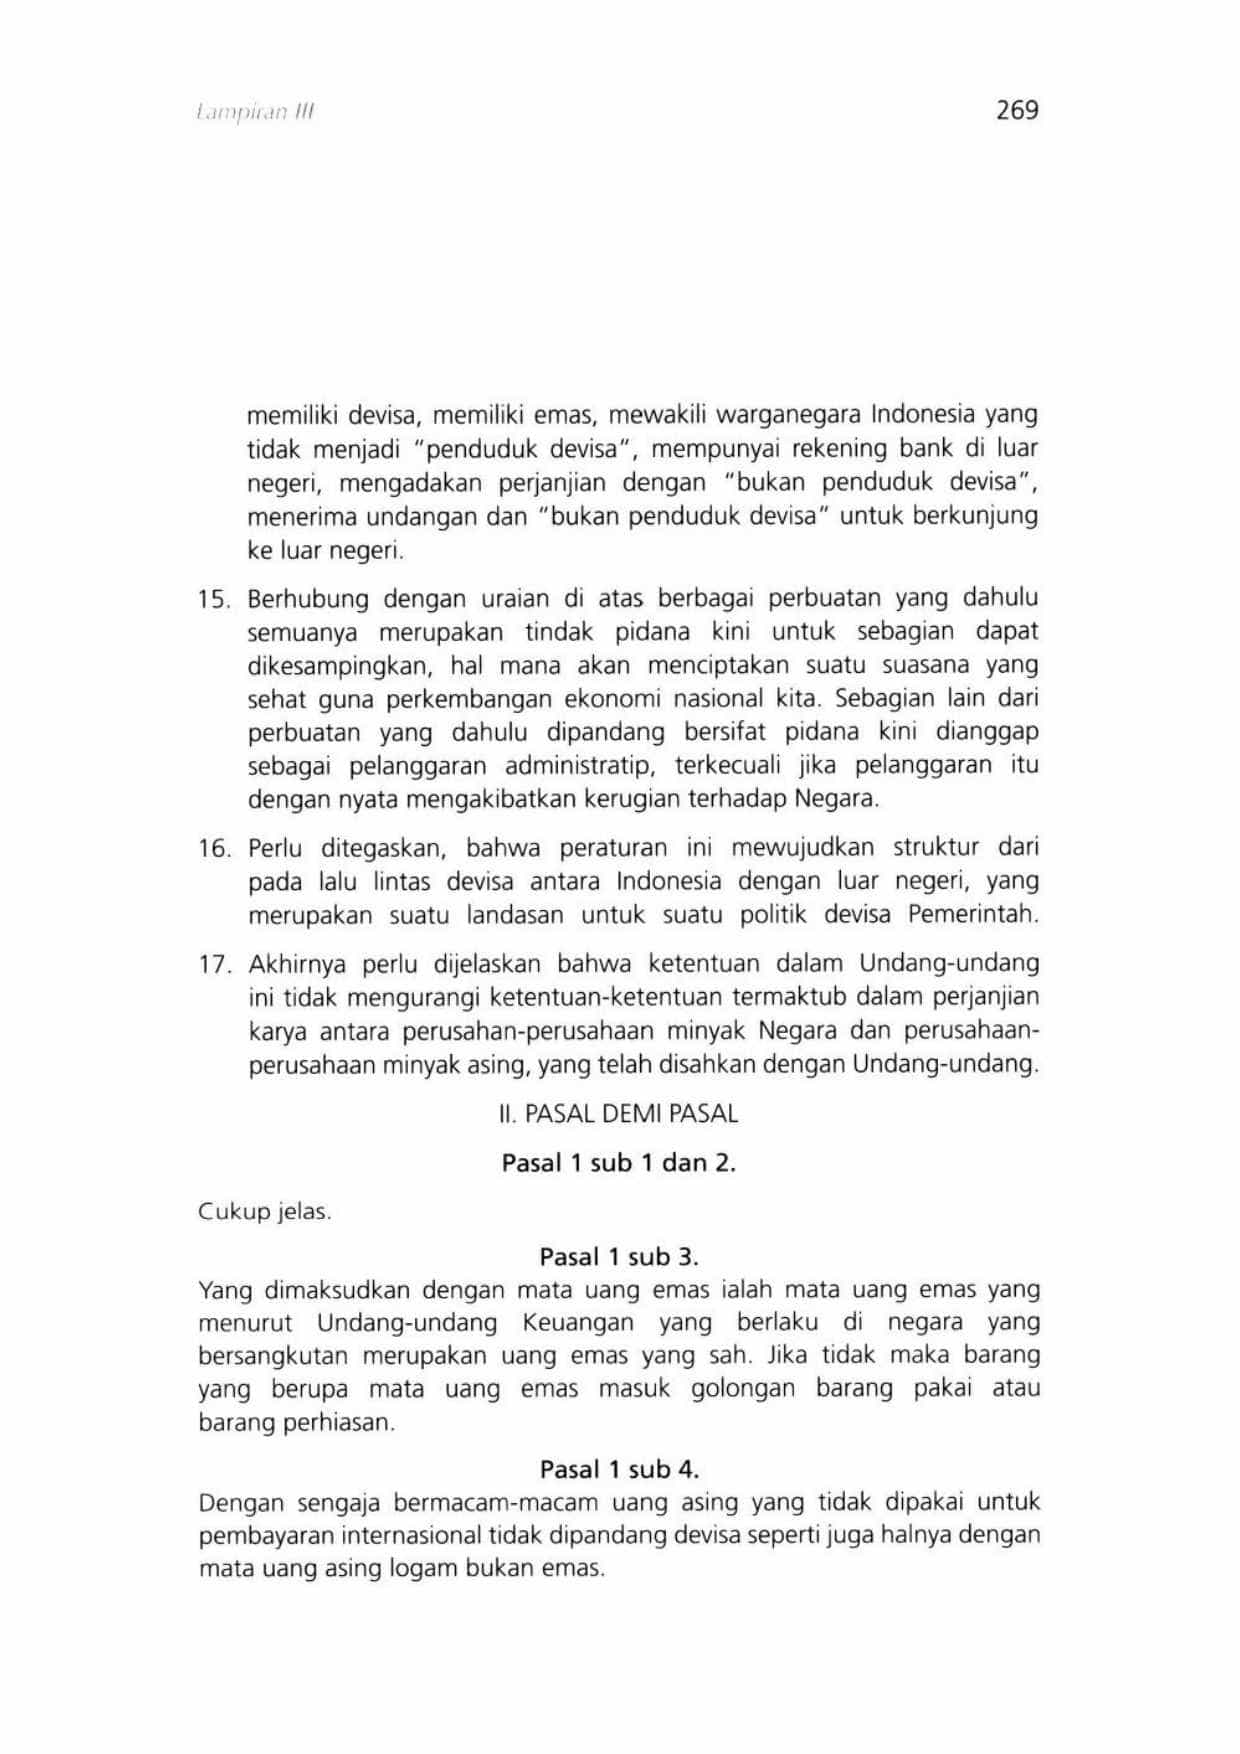 Lampiran III
269
memiliki devisa, memiliki emas, mewakili warganegara Indonesia yang
tidak menjadi "penduduk devisa", mempunyai rekening bank di luar
negeri, mengadakan perjanjian dengan "bukan penduduk devisa",
menerima undangan dan "bukan penduduk devisa" untuk berkunjung
ke luar negeri.
15. Berhubung dengan uraian di atas berbagai perbuatan yang dahulu
semuanya merupakan tindak pidana kini untuk sebagian dapat
dikesampingkan, hal mana akan menciptakan suatu suasana yang
sehat guna perkembangan ekonomi nasional kita. Sebagian lain dari
perbuatan yang dahulu dipandang bersifat pidana kini dianggap
sebagai pelanggaran administratip, terkecuali jika pelanggaran itu
dengan nyata mengakibatkan kerugian terhadap Negara.
16. Perlu ditegaskan, bahwa peraturan ini mewujudkan struktur dari
pada lalu lintas devisa antara Indonesia dengan luar negeri, yang
merupakan suatu landasan untuk suatu politik devisa Pemerintah.
17. Akhirnya perlu dijelaskan bahwa ketentuan dalam Undang-undang
ini tidak mengurangi ketentuan-ketentuan termaktub dalam perjanjian
karya antara perusahan-perusahaan minyak Negara dan perusahaan-
perusahaan minyak asing, yang telah disahkan dengan Undang-undang.
II. PASAL DEMI PASAL
Pasal 1 sub 1 dan 2.
Cukup jelas.
Pasal 1 sub 3.
Yang dimaksudkan dengan mata uang emas ialah mata uang emas yang
menurut Undang-undang Keuangan yang berlaku di negara yang
bersangkutan merupakan uang emas yang sah. Jika tidak maka barang
yang berupa mata uang emas masuk golongan barang pakai atau
barang perhiasan.
Pasal 1 sub 4.
Dengan sengaja bermacam-macam uang asing yang tidak dipakai untuk
pembayaran internasional tidak dipandang devisa seperti juga halnya dengan
mata uang asing logam bukan emas.